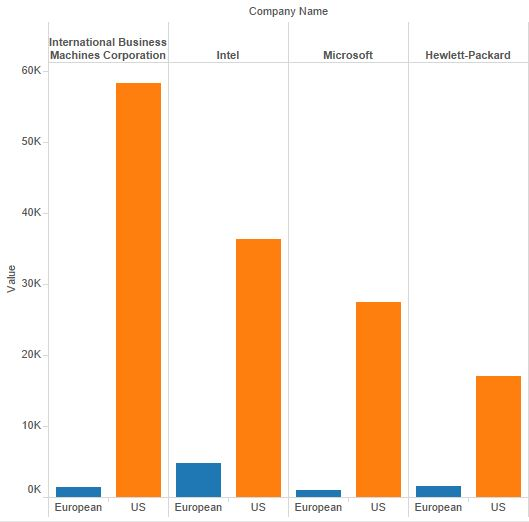 Company Name
International Business
Machines Corporation
Intel
Microsoft
Hewlett-Packard
Value
60K
50K
40K
30K
20K
10K
0K
European
US
European
US
European
US
European
US